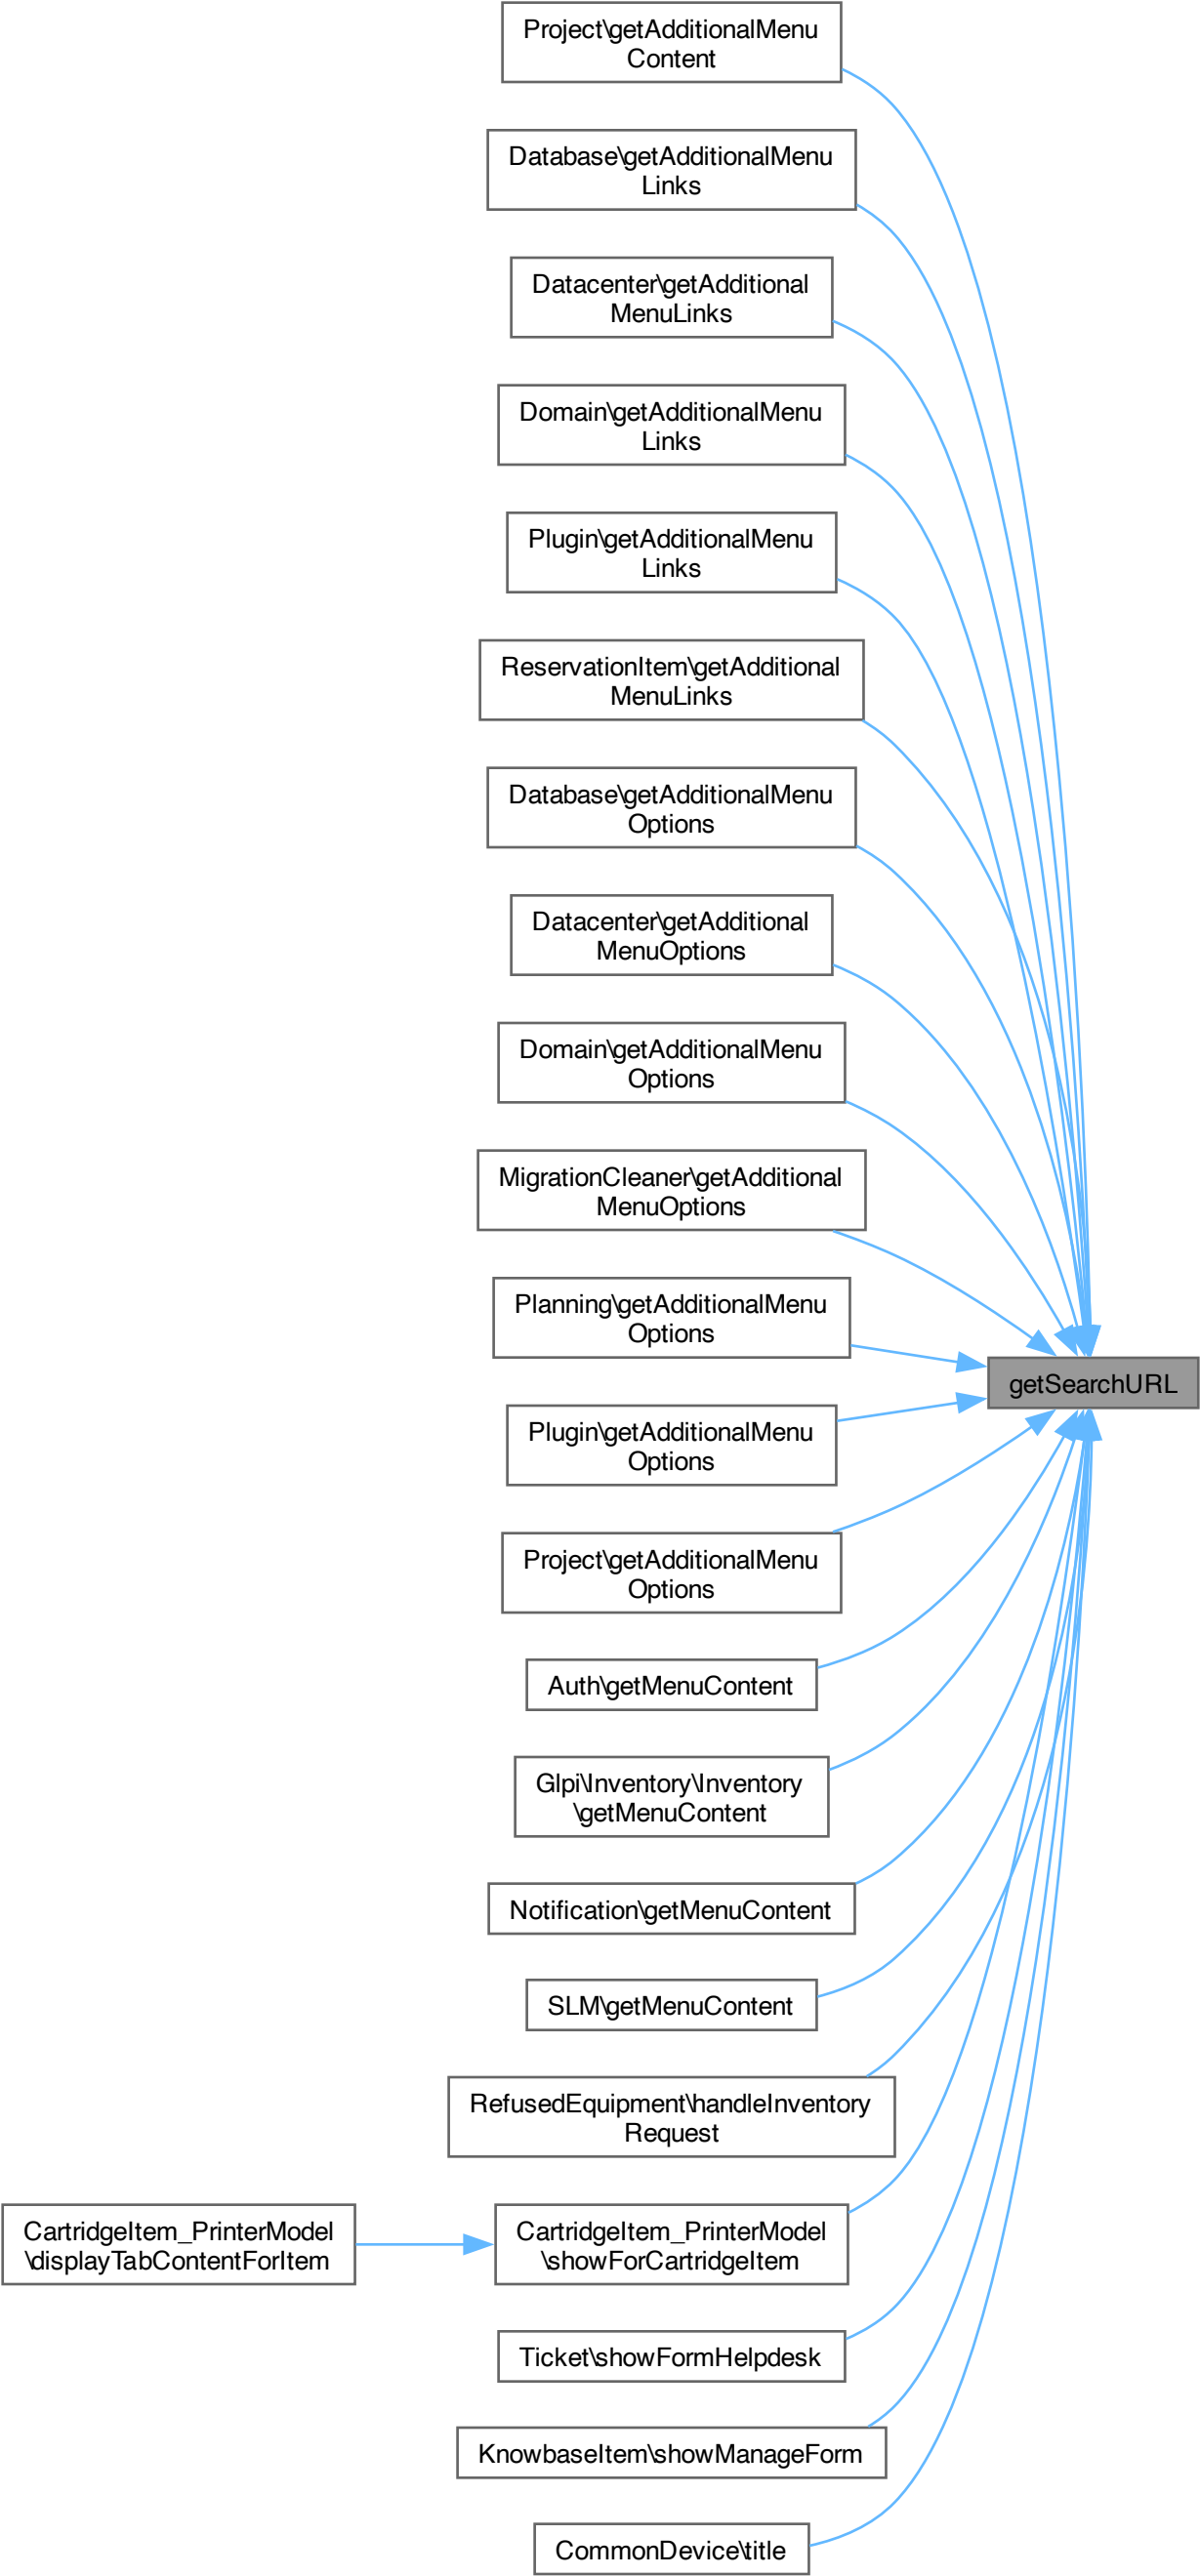 Project\getAdditionalMenu
Content
Database\getAdditionalMenu
Links
Datacenter\getAdditional
MenuLinks
Domain\getAdditionalMenu
Links
Plugin\getAdditionalMenu
Links
ReservationItem\getAdditional
MenuLinks
Database\getAdditionalMenu
Options
Datacenter\getAdditional
MenuOptions
Domain\getAdditionalMenu
Options
MigrationCleaner\getAdditional
MenuOptions
Planning\getAdditionalMenu
Options
getSearchURL
Plugin\getAdditionalMenu
Options
Project\getAdditionalMenu
Options
Auth\getMenuContent
Glpi\Inventory\Inventory
\getMenuContent
Notification\getMenuContent
SLM\getMenuContent
RefusedEquipment\handleInventory
Request
CartridgeItem_PrinterModel
\displayTabContentForItem
CartridgeItem_PrinterModel
\showForCartridgeItem
Ticket\showFormHelpdesk
KnowbaseItem\showManageForm
CommonDevice\title